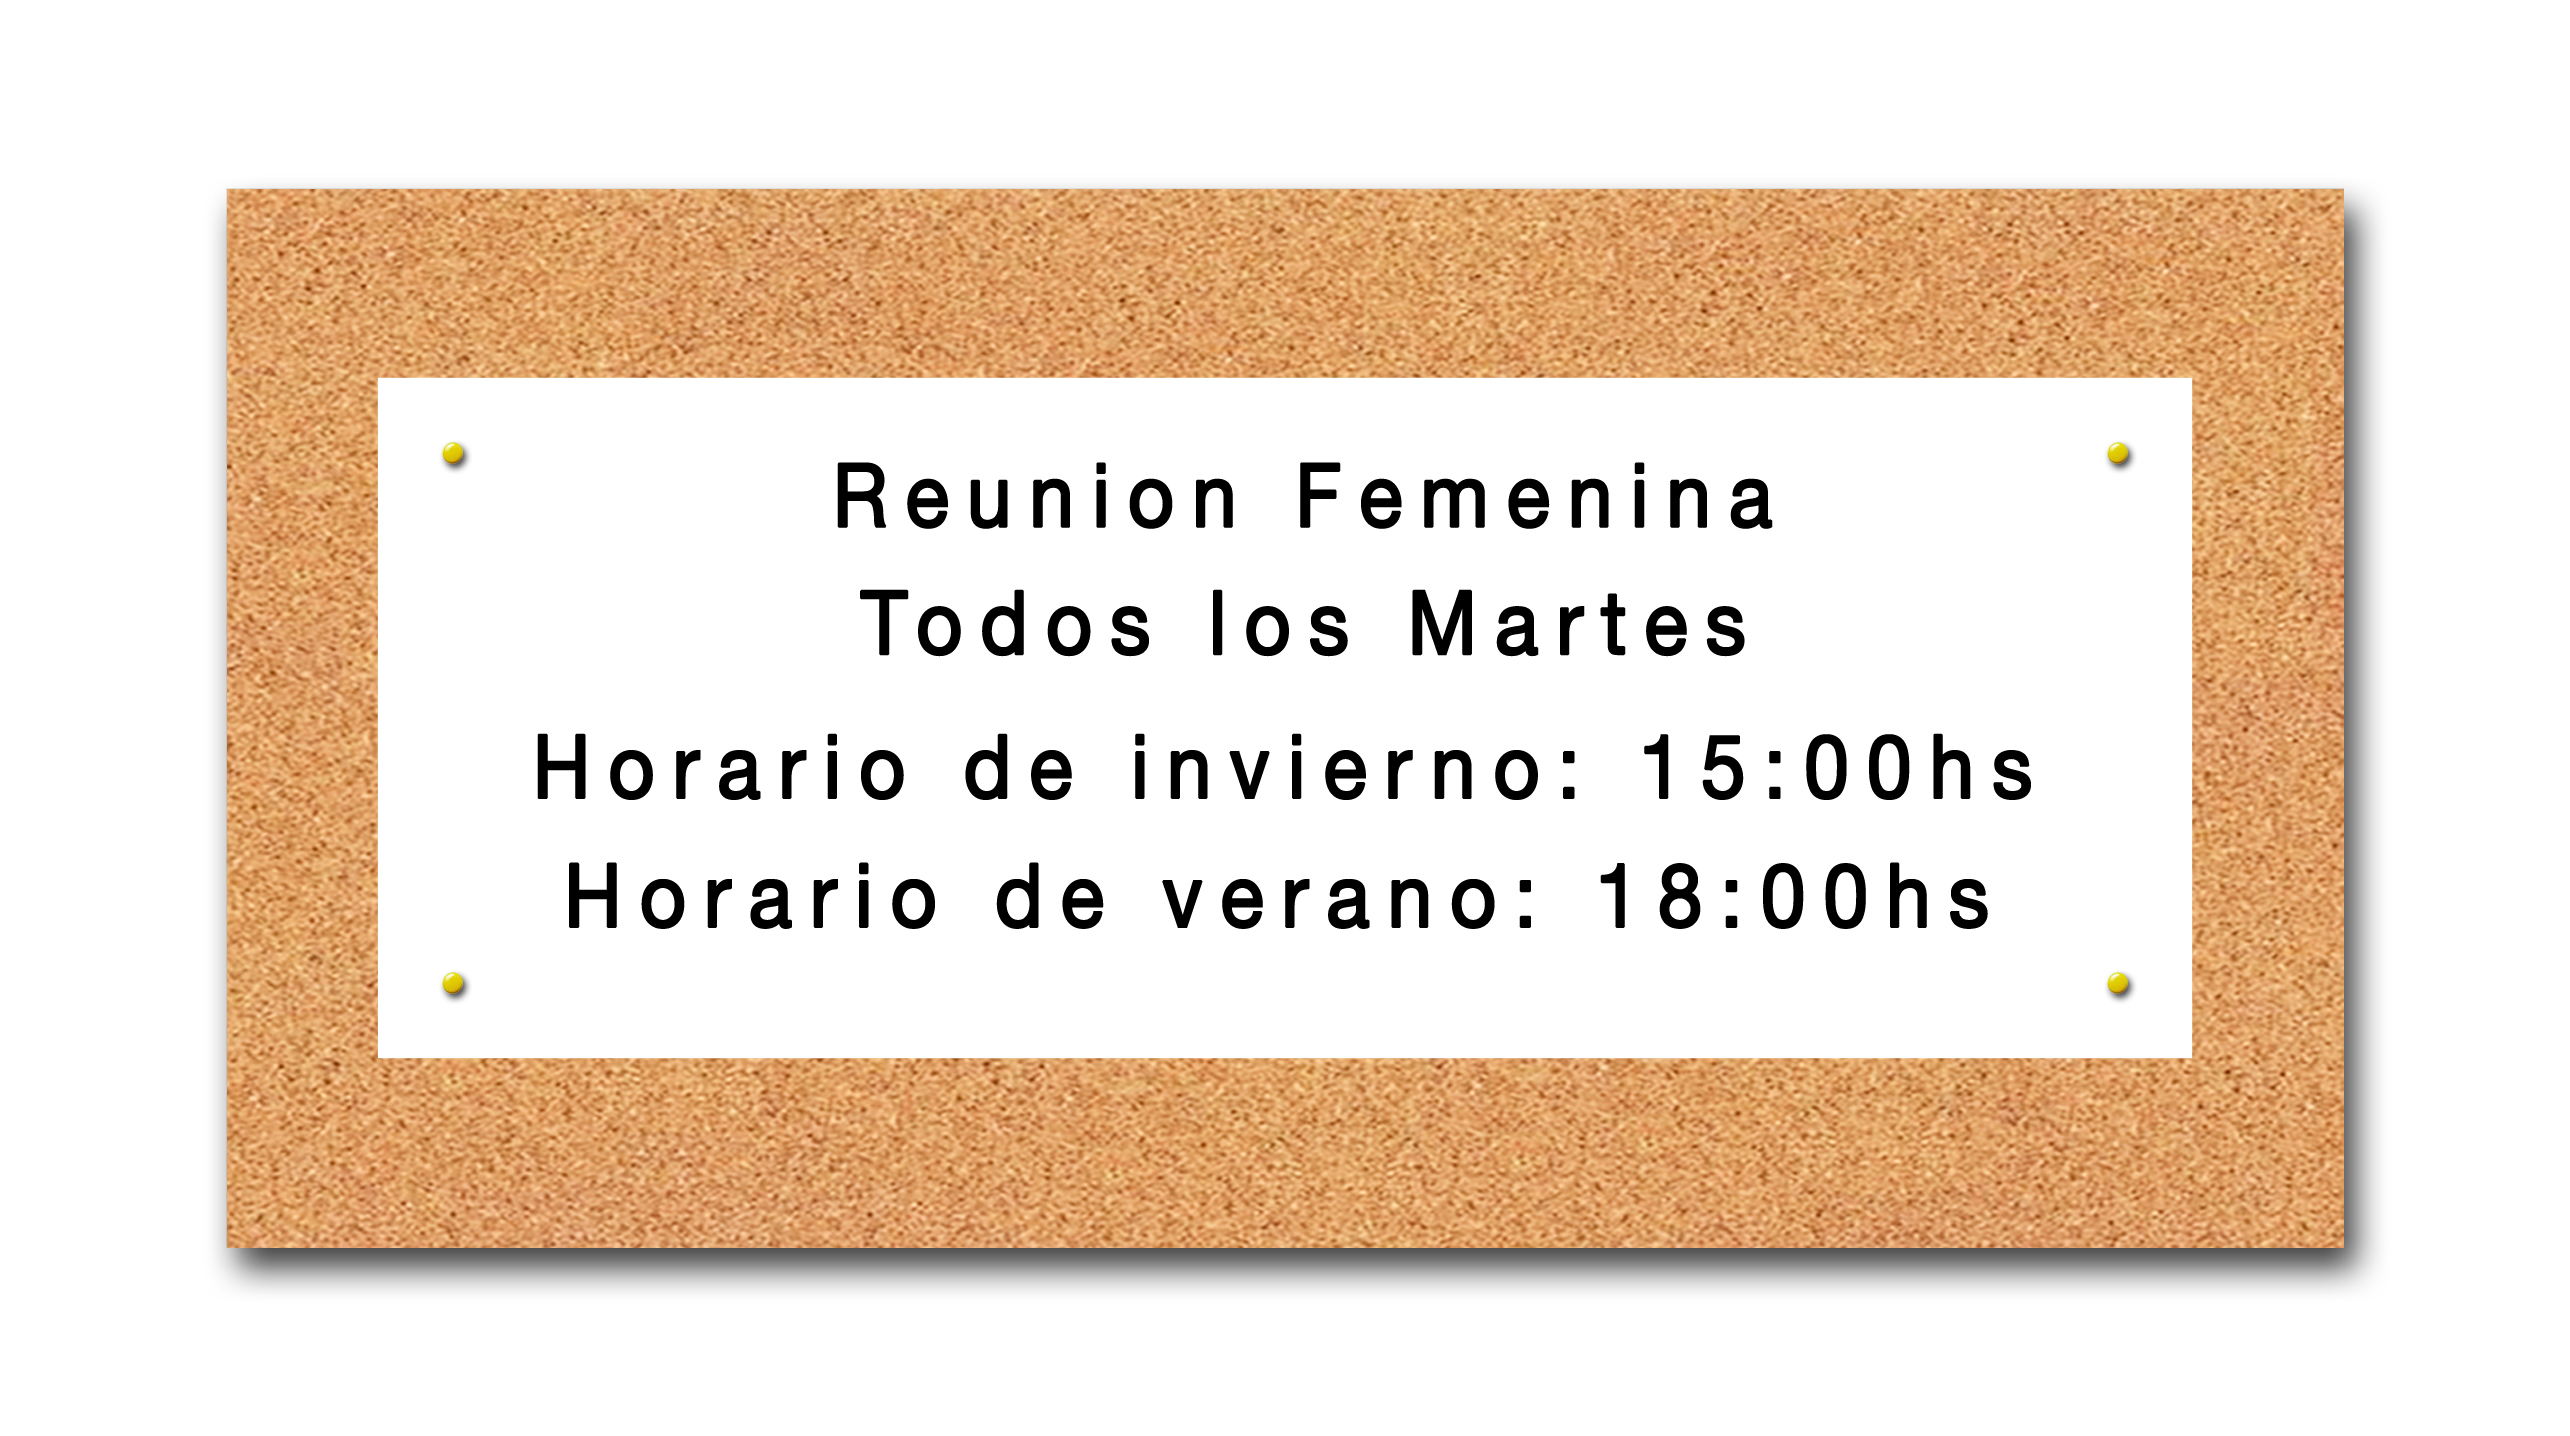 Reunion Femenina
Todos los Martes
Horario de invierno: 15:00hs
Horario de verano: 18:00hs